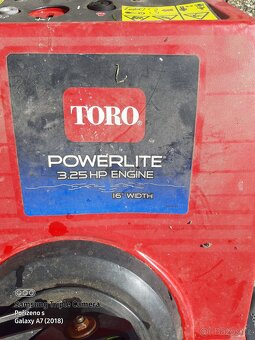 TORO
POWERLITE
3.25 HP ENGINE
16" WIDTH
Samsung Triple Camera
Pořízeno s
Galaxy A7 (2018)